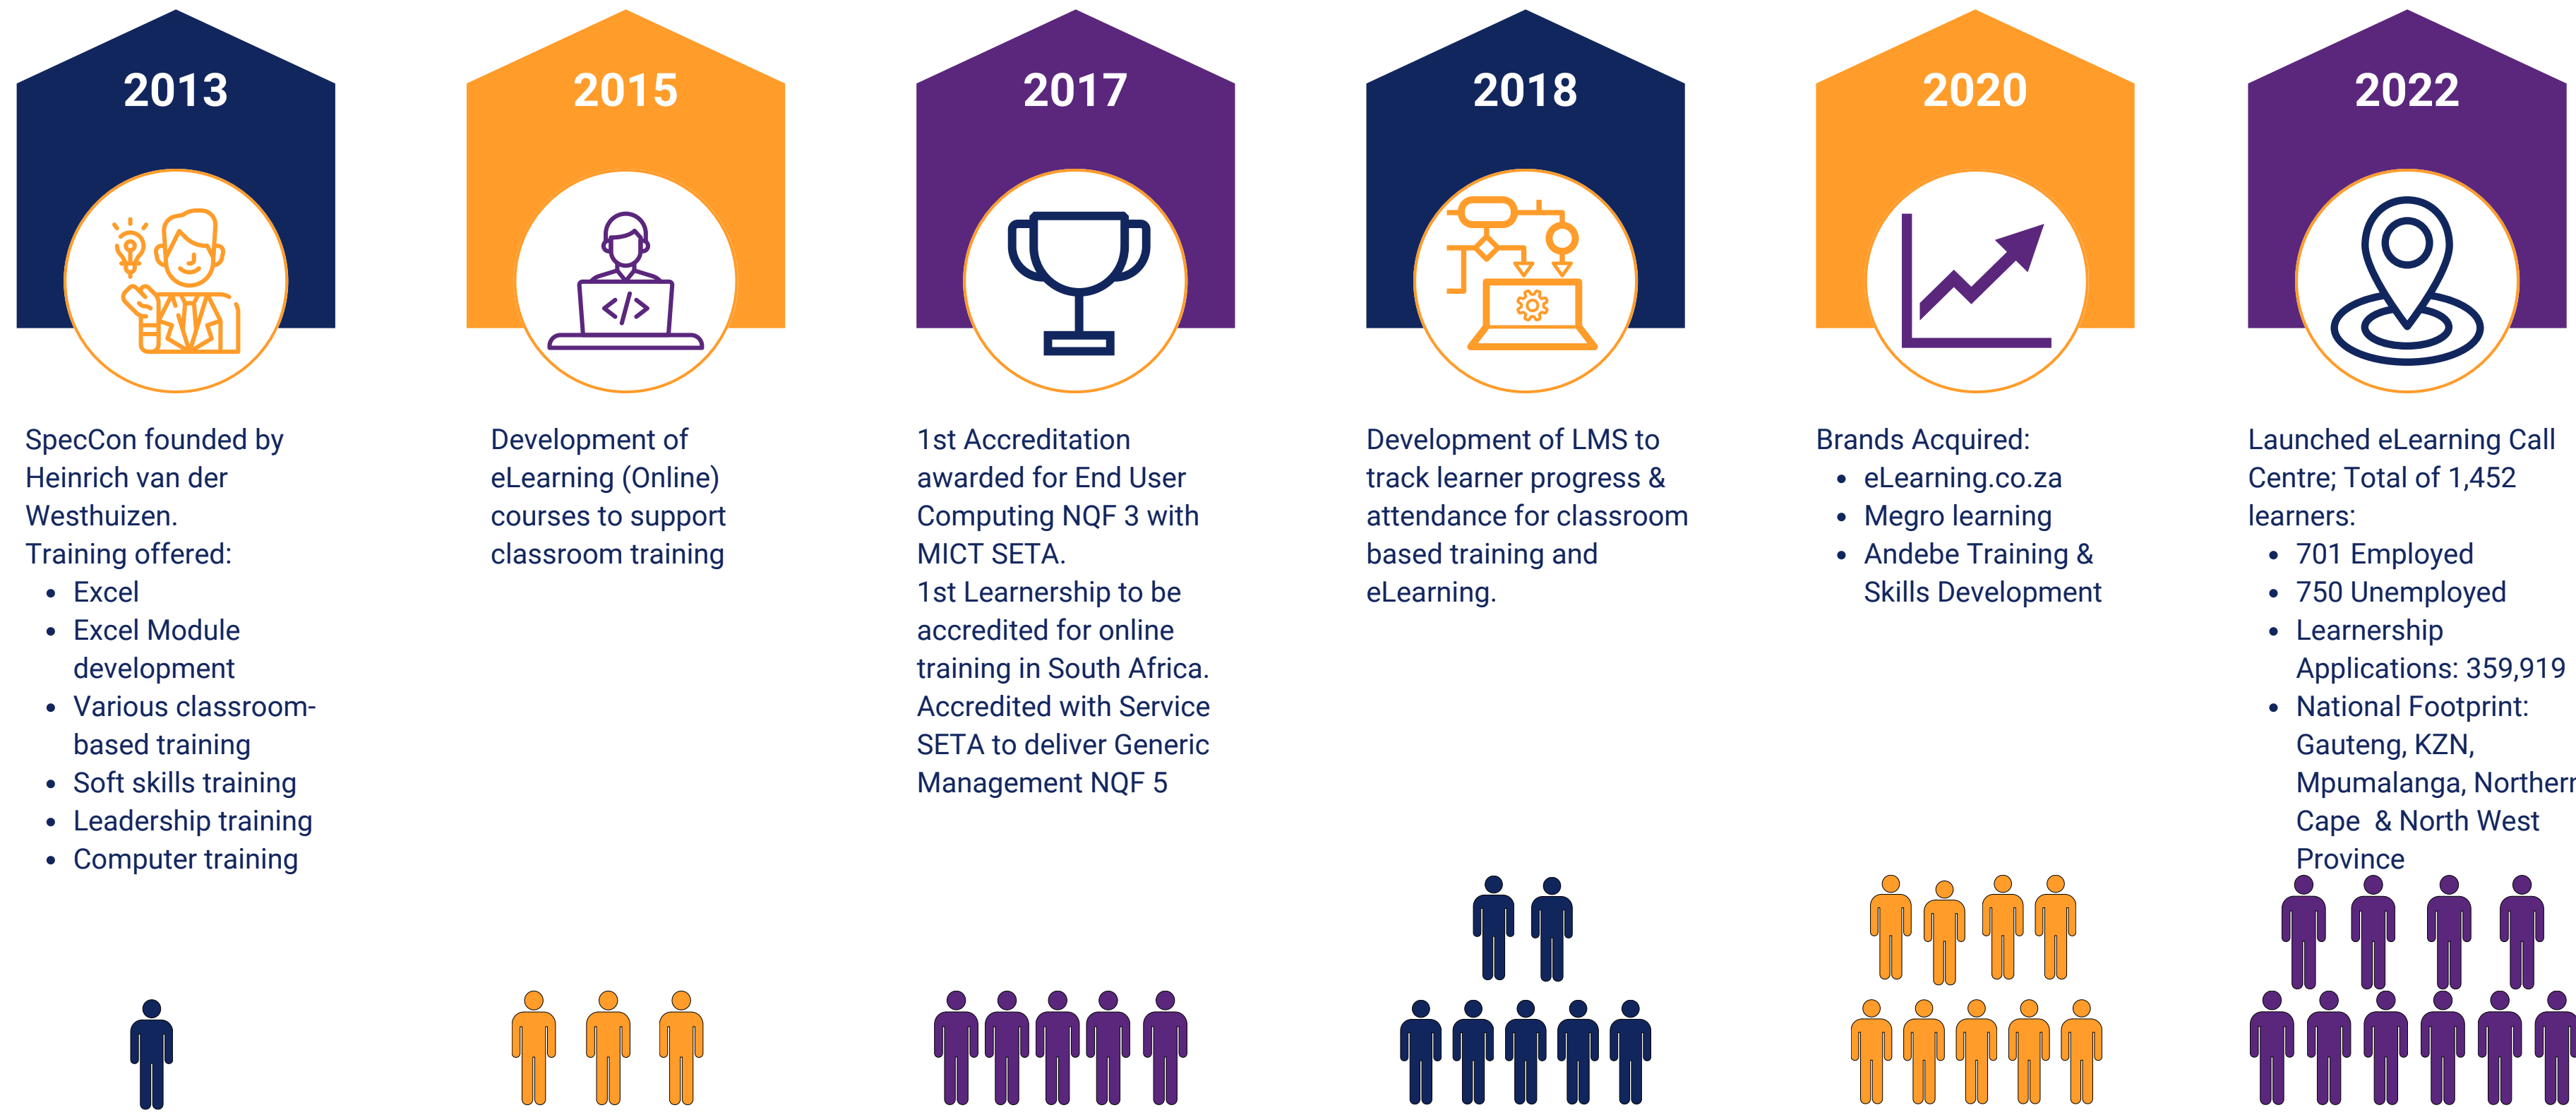 2013
SpecCon founded by
Heinrich van der
Westhuizen.
Training offered:
• Excel
• Excel Module
development
• Various classroom-
based training
• Soft skills training
• Leadership training
• Computer training
2015
Development of
eLearning (Online)
courses to support
classroom training
</>
2017
1st Accreditation
awarded for End User
Computing NQF 3 with
MICT SETA.
1st Learnership to be
accredited for online
training in South Africa.
Accredited with Service
SETA to deliver Generic
Management NQF 5
2018
Development of LMS to
track learner progress &
attendance for classroom
based training and
eLearning.
2020
Brands Acquired:
• eLearning.co.za
• Megro learning
• Andebe Training &
Skills Development
2022
Launched eLearning Call
Centre; Total of 1,452
learners:
• 701 Employed
• 750 Unemployed
• Learnership
Applications: 359,919
• National Footprint:
Gauteng, KZN,
Mpumalanga, Northern
Cape  & North West
Province